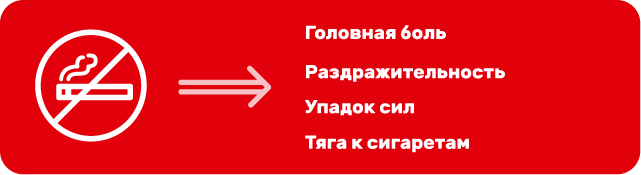 Головная боль
Раздражительность
Упадок сил
Тяга к сигаретам